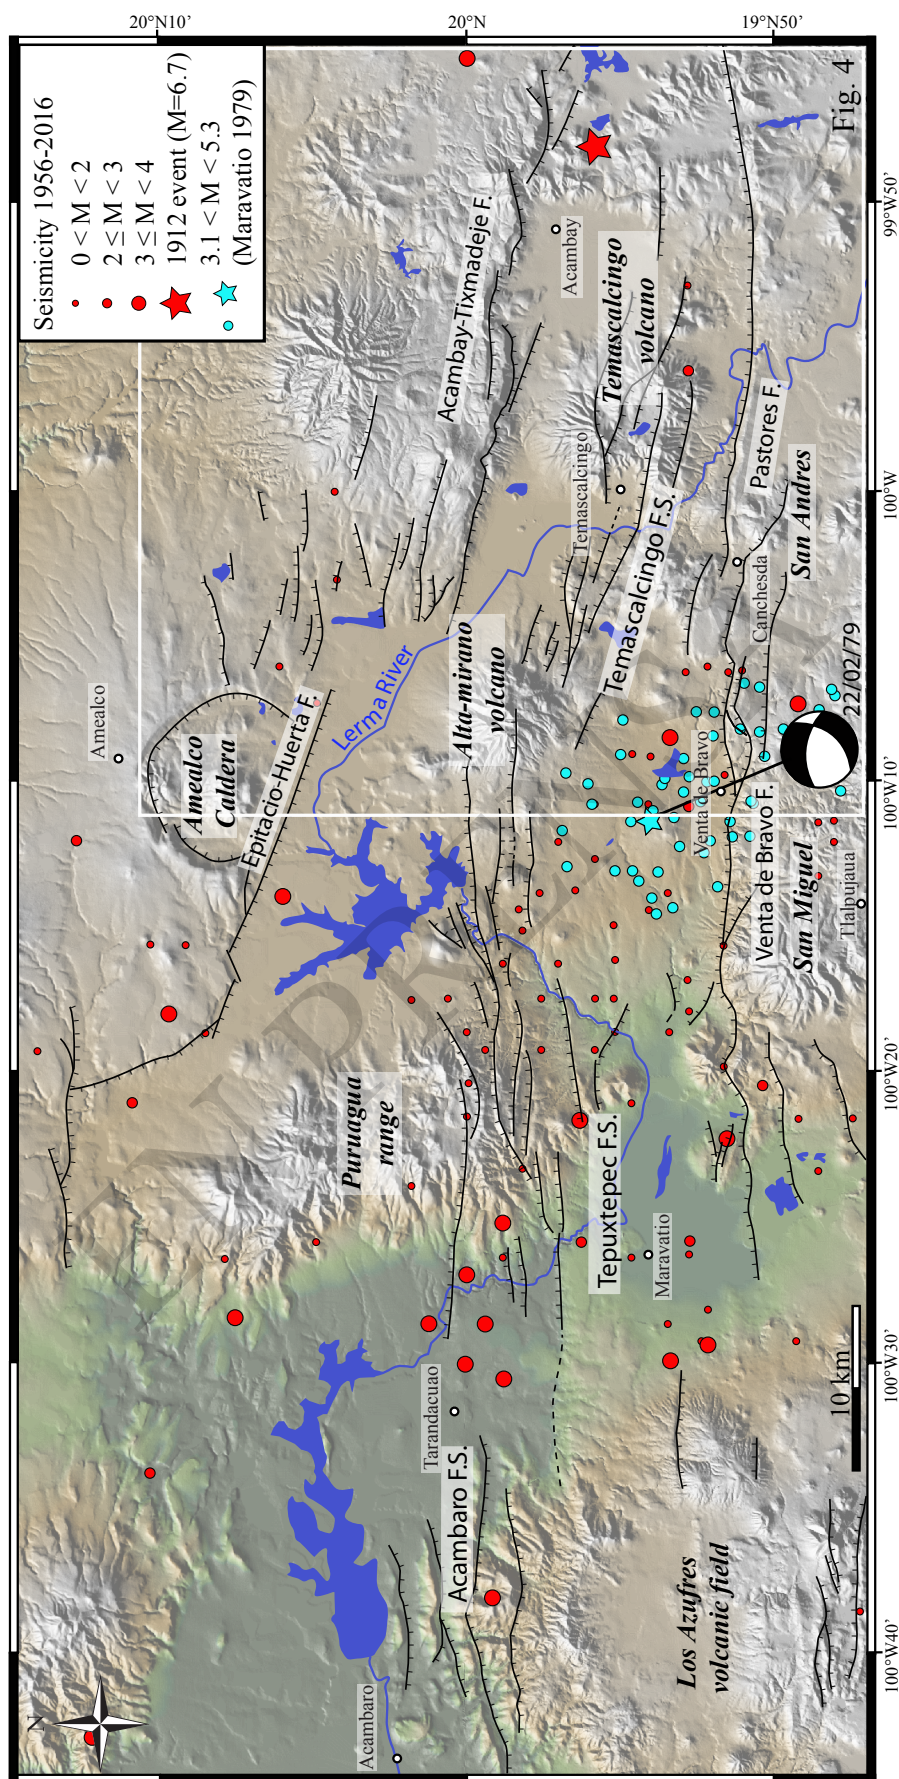 20°N10'
20°N
19°N50'
Seismicity 1956-2016
0 < M < 2
2 ≤ M < 3
3 ≤ M < 4
1912 event (M=6.7)
3.1 < M < 5.3
(Maravatio 1979)
Fig. 4
99°W50'
100°W
100°W10'
100°W20'
100°W30'
100°W40'
Acambay-Tixmadeje F.
Acambay
Temascalcingo
volcano
Temascalcingo
Pastores F.
San Andres
Temascalcingo F.S.
Canchesda
22/02/79
Amealco
Amealco
Caldera
Epitacio-Huerta F.
Lerma River
Alta-mirano
volcano
Venta de Bravo
Venta de Bravo F.
San Miguel
Tlalpujaua
Puruagua
range
Tepuxtepec F.S.
Maravatio
10 km
Tarandacuao
Acambaro F.S.
Los Azufres
volcanic field
Acambaro
N